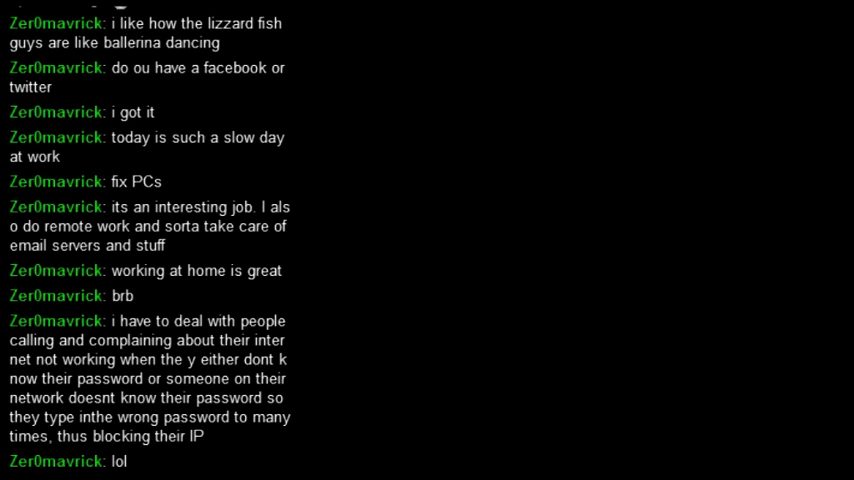 Zer0mavrick: i like how the lizzard fish
guys are like ballerina dancing
Zer0mavrick: do ou have a facebook or
twitter
Zer0mavrick: i got it
Zer0mavrick: today is such a slow day
at work
Zer0mavrick: fix PCs
Zer0mavrick: its an interesting job. I als
o do remote work and sorta take care of
email servers and stuff
Zer0mavrick: working at home is great
Zer0mavrick: brb
Zer0mavrick: i have to deal with people
calling and complaining about their inter
net not working when the y either dont k
now their password or someone on their
network doesnt know their password so
they type inthe wrong password to many
times, thus blocking their IP
Zer0mavrick: lol